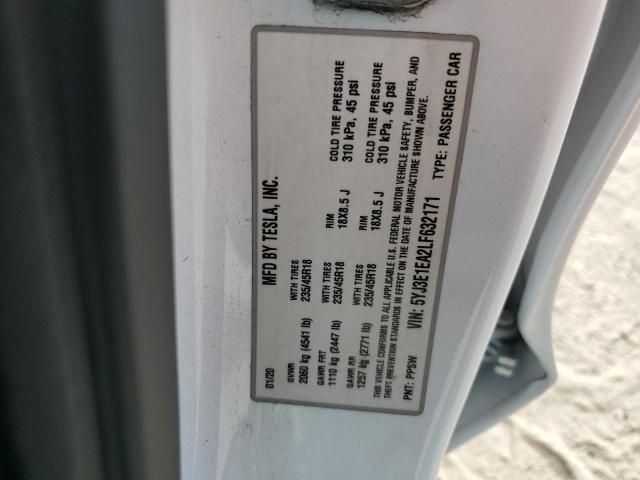 MFD BY TESLA, INC.
01/20
GVWR WITH TIRES RIM COLD TIRE PRESSURE
2060 kg (4541 lb) 235/45R18 18X8.5 J 310 kPa, 45 psi
GAWR FRT WITH TIRES RIM COLD TIRE PRESSURE
1110 kg (2447 lb) 235/45R18 18X8.5 J 310 kPa, 45 psi
GAWR RR WITH TIRES
1257 kg (2771 lb) 235/45R18
THIS VEHICLE CONFORMS TO ALL APPLICABLE U.S. FEDERAL MOTOR VEHICLE SAFETY, BUMPER, AND
THEFT PREVENTION STANDARDS IN EFFECT ON THE DATE OF MANUFACTURE SHOWN ABOVE.
VIN: 5YJ3E1EA2LF632171
PNT: PPSW TYPE: PASSENGER CAR